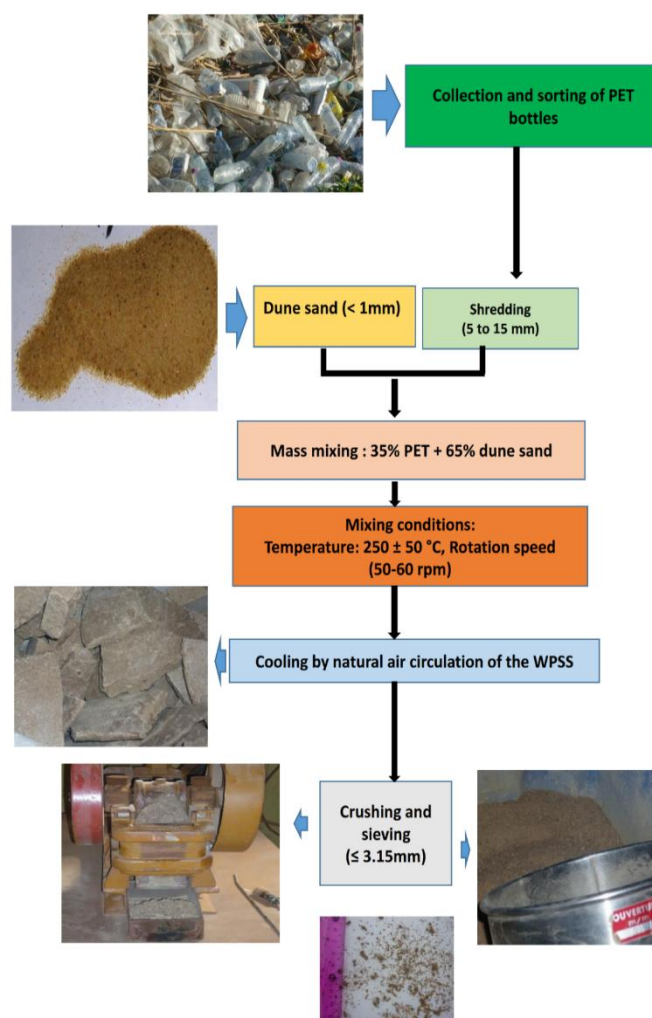 Collection and sorting of PET
bottles
Dune sand (< 1mm)
Shredding
(5 to 15 mm)
Mass mixing : 35% PET + 65% dune sand
Mixing conditions:
Temperature: 250 ± 50 °C, Rotation speed
(50-60 rpm)
Cooling by natural air circulation of the WPSS
Crushing and
sieving
(≤ 3.15mm)